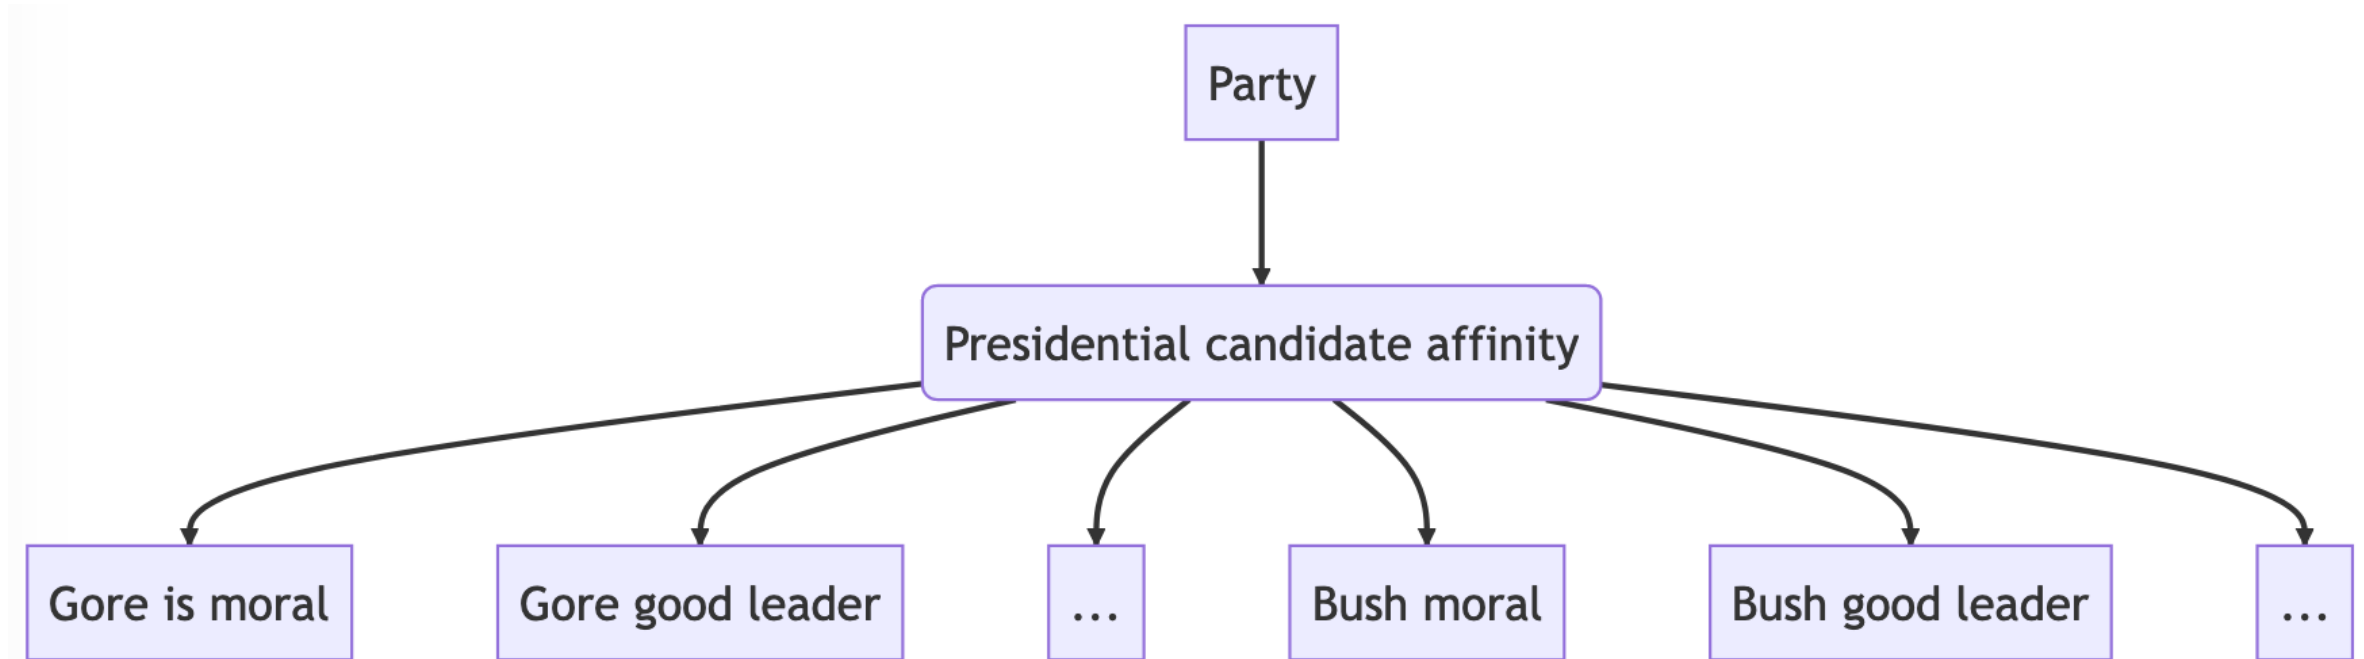 Party
Presidential candidate affinity
Gore is moral
Gore good leader
...
Bush moral
Bush good leader
...